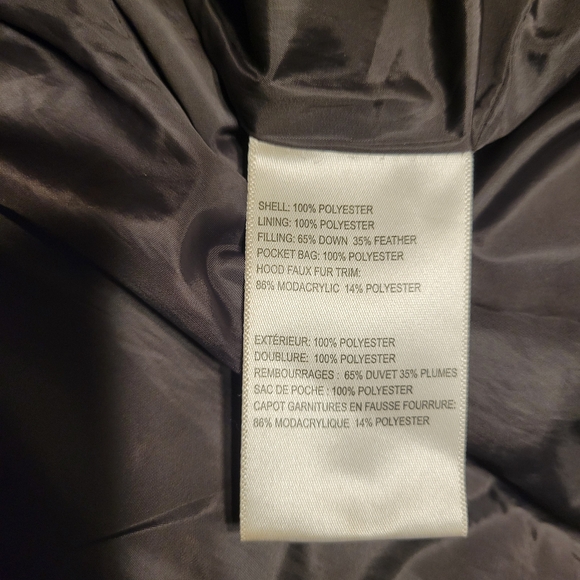 SHELL: 100% POLYESTER
LINING: 100% POLYESTER
FILLING: 65% DOWN 35% FEATHER
POCKET BAG: 100% POLYESTER
HOOD FAUX FUR TRIM:
86% MODACRYLIC 14% POLYESTER
EXTÉRIEUR: 100% POLYESTER
DOUBLURE: 100% POLYESTER
REMBOURRAGES : 65% DUVET 35% PLUMES
SAC DE POCHE : 100% POLYESTER
CAPOT GARNITURES EN FAUSSE FOURRURE:
86% MODACRYLIQUE 14% POLYESTER